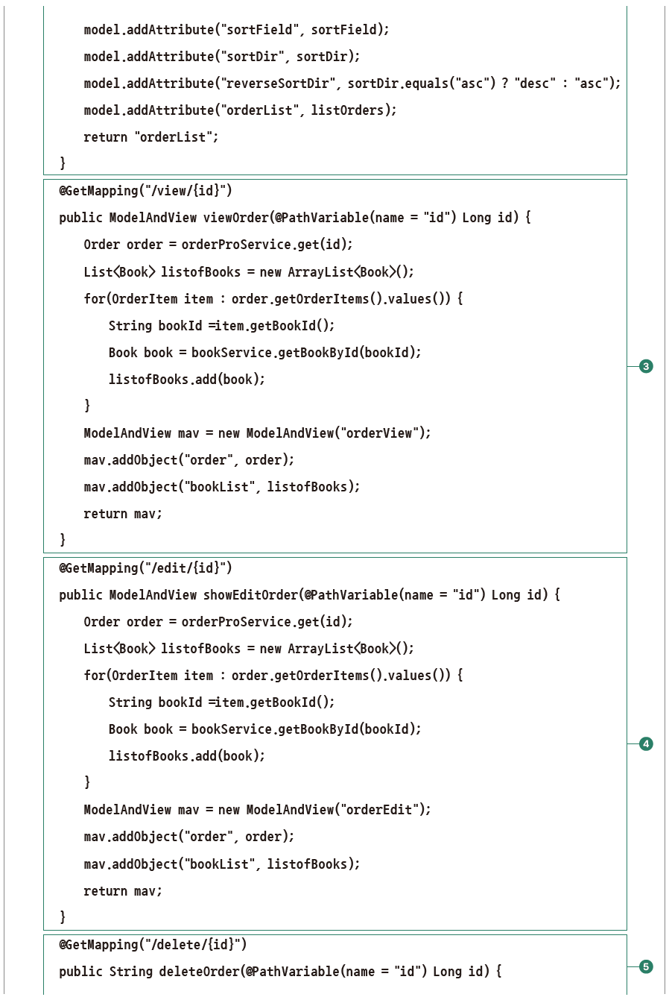 model.addAttribute("sortField", sortField);
model.addAttribute("sortDir", sortDir);
model.addAttribute("reverseSortDir", sortDir.equals("asc") ? "desc" : "asc");
model.addAttribute("orderList", listOrders);
return "orderList";
}
@GetMapping("/view/{id}")
public ModelAndView viewOrder(@PathVariable(name = "id") Long id) {
Order order = orderProService.get(id);
List<Book> listofBooks = new ArrayList<Book>();
for(OrderItem item : order.getOrderItems().values()) {
String bookId =item.getBookId();
Book book = bookService.getBookById(bookId);
3
listofBooks.add(book);
}
ModelAndView mav = new ModelAndView("orderView");
mav.addObject("order", order);
mav.addObject("bookList", listofBooks);
return mav;
}
@GetMapping("/edit/{id}")
public ModelAndView showEditOrder(@PathVariable(name = "id") Long id) {
Order order = orderProService.get(id);
List<Book> listofBooks = new ArrayList<Book>();
for(OrderItem item : order.getOrderItems().values()) {
String bookId =item.getBookId();
Book book = bookService.getBookById(bookId);
4
listofBooks.add(book);
}
ModelAndView mav = new ModelAndView("orderEdit");
mav.addObject("order", order);
mav.addObject("bookList", listofBooks);
return mav;
}
@GetMapping("/delete/{id}")
5
public String deleteOrder(@PathVariable(name = "id") Long id) {